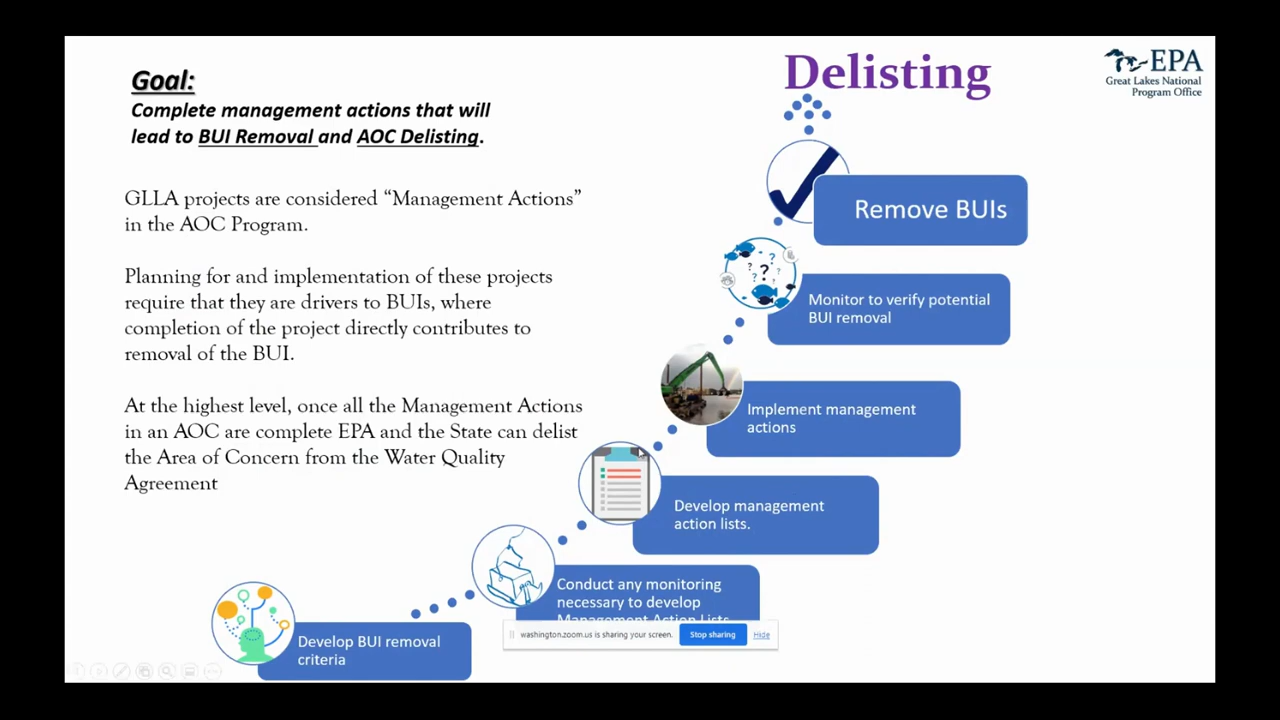 Goal:
Complete management actions that will
lead to BUI Removal and AOC Delisting.
GLLA projects are considered “Management Actions”
in the AOC Program.
Planning for and implementation of these projects
require that they are drivers to BUIs, where
completion of the project directly contributes to
removal of the BUI.
At the highest level, once all the Management Actions
in an AOC are complete EPA and the State can delist
the Area of Concern from the Water Quality
Agreement
Delisting
EPA
Great Lakes National
Program Office
Remove BUIs
Monitor to verify potential
BUI removal
Implement management
actions
Develop management
action lists.
Conduct any monitoring
necessary to develop
Management Action Lists
Develop BUI removal
criteria
washington.zoom.us is sharing your screen.
Stop sharing
Hide